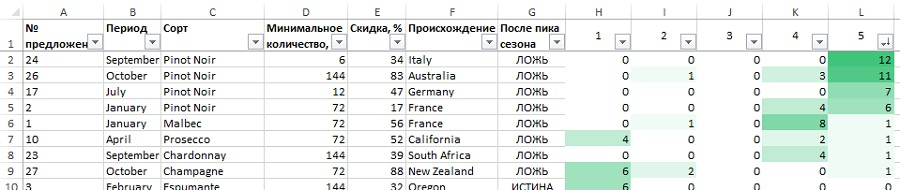 A B C D E F G H I J K L
№ Период Сорт Минимальное Скидка, % Происхождение После пика
1 предложен количество, сезона 1 2 3 4 5
2 24 September Pinot Noir 6 34 Italy ЛОЖЬ 0 0 0 0 12
3 26 October Pinot Noir 144 83 Australia ЛОЖЬ 0 1 0 3 11
4 17 July Pinot Noir 12 47 Germany ЛОЖЬ 0 0 0 0 7
5 2 January Pinot Noir 72 17 France ЛОЖЬ 0 0 0 4 6
6 1 January Malbec 72 56 France ЛОЖЬ 0 1 0 8 1
7 10 April Prosecco 72 52 California ЛОЖЬ 4 0 0 2 1
8 23 September Chardonnay 144 39 South Africa ЛОЖЬ 0 0 0 4 1
9 27 October Champagne 72 88 New Zealand ЛОЖЬ 6 2 0 0 1
10 3 February Espumante 144 32 Oregon ИСТИНА 6 0 0 0